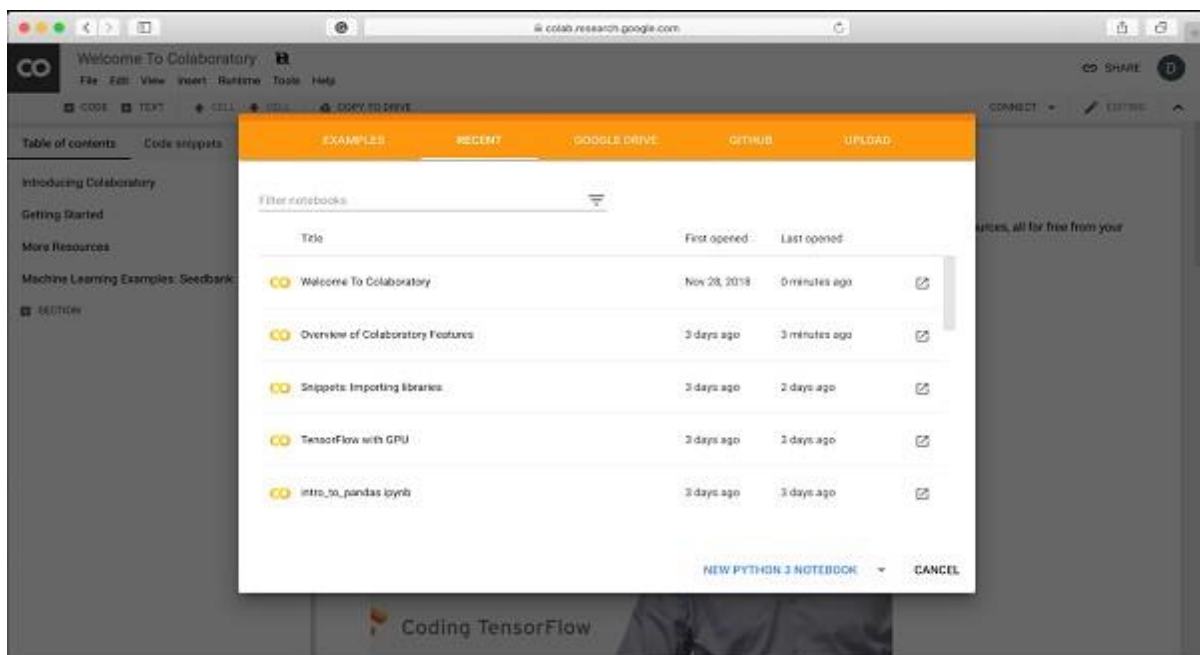 colab.research.google.com
CO Welcome To Colaboratory
File Edit View Insert Runtime Tools Help
SHARE D
CODE TEXT CELL CELL COPY TO DRIVE
CONNECT EDITING
Table of contents Code snippets
Introducing Colaboratory
Getting Started
More Resources
Machine Learning Examples: Seedbank
SECTION
EXAMPLES RECENT GOOGLE DRIVE GITHUB UPLOAD
Filter notebooks
Title First opened Last opened
CO Welcome To Colaboratory Nov 28, 2018 0 minutes ago
CO Overview of Colaboratory Features 3 days ago 3 minutes ago
CO Snippets: Importing libraries 3 days ago 2 days ago
CO TensorFlow with GPU 3 days ago 3 days ago
CO intro_to_pandas.ipynb 3 days ago 3 days ago
NEW PYTHON 3 NOTEBOOK CANCEL
urces, all for free from your
Coding TensorFlow